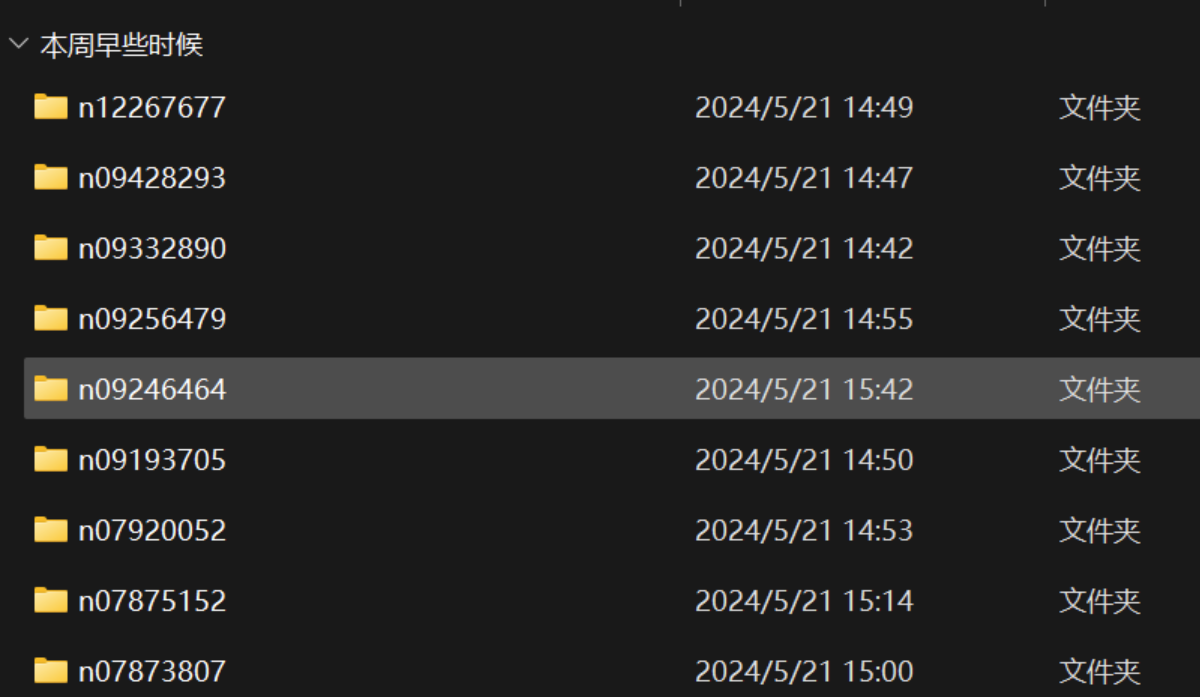 本周早些时候
n12267677 2024/5/21 14:49 文件夹
n09428293 2024/5/21 14:47 文件夹
n09332890 2024/5/21 14:42 文件夹
n09256479 2024/5/21 14:55 文件夹
n09246464 2024/5/21 15:42 文件夹
n09193705 2024/5/21 14:50 文件夹
n07920052 2024/5/21 14:53 文件夹
n07875152 2024/5/21 15:14 文件夹
n07873807 2024/5/21 15:00 文件夹